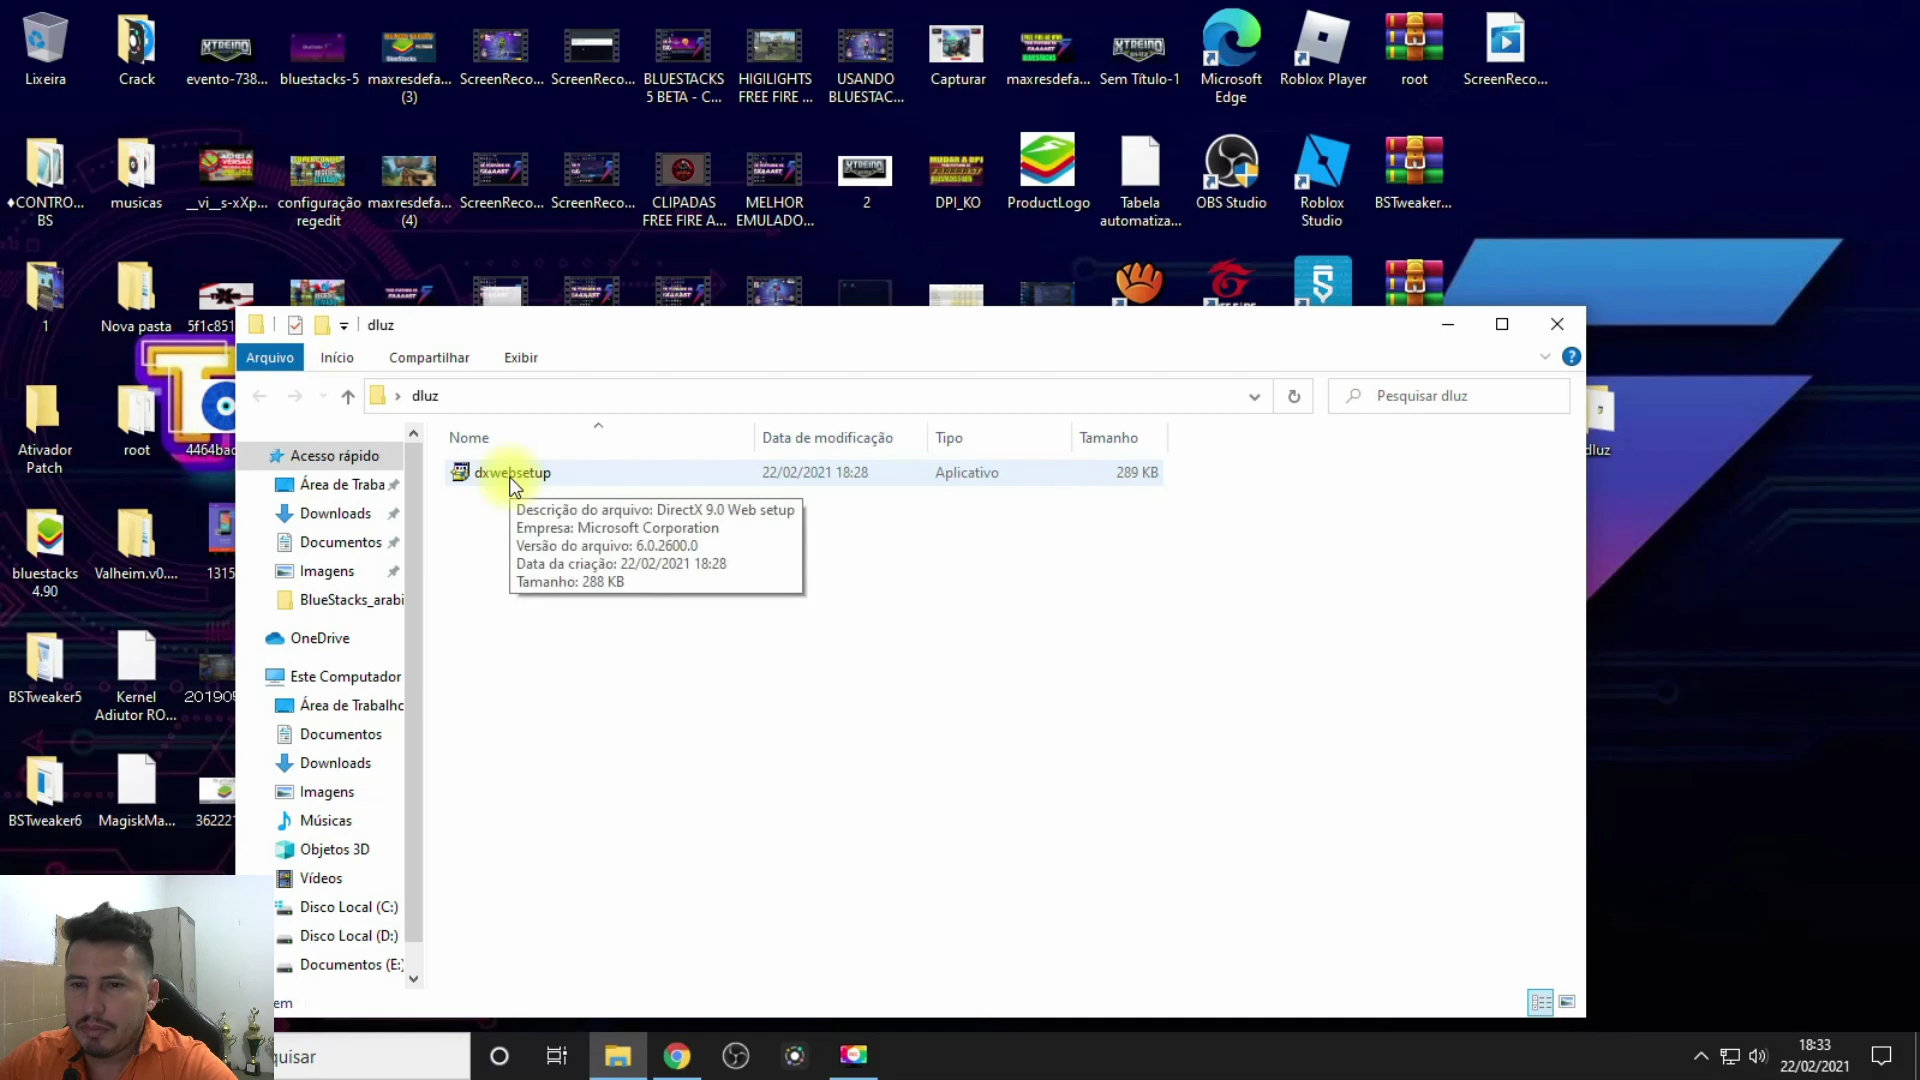 Lixeira
Crack
evento-738...
bluestacks-5
maxresdefa...
(3)
ScreenReco...
ScreenReco...
BLUESTACKS
5 BETA - C...
HIGILIGHTS
FREE FIRE ...
USANDO
BLUESTAC...
Capturar
maxresdefa...
Sem Título-1
Microsoft
Edge
Roblox Player
root
ScreenReco...
♦CONTRO...
BS
musicas
__vi__s-xXp...
configuração
regedit
maxresdefa...
(4)
ScreenReco...
ScreenReco...
CLIPADAS
FREE FIRE A...
MELHOR
EMULADO...
2
DPI_KO
ProductLogo
Tabela
automatiza...
OBS Studio
Roblox
Studio
BSTweaker...
1
Nova pasta
5f1c851
Ativador
Patch
root
4464bac
bluestacks
4.90
Valheim.v0....
1315
BSTweaker5
Kernel
Adiutor RO...
201909
BSTweaker6
MagiskMa...
36222
dluz
dluz
Arquivo
Início
Compartilhar
Exibir
dluz
Pesquisar dluz
Nome
Data de modificação
Tipo
Tamanho
dxwebsetup
22/02/2021 18:28
Aplicativo
289 KB
Descrição do arquivo: DirectX 9.0 Web setup
Empresa: Microsoft Corporation
Versão do arquivo: 6.0.2600.0
Data da criação: 22/02/2021 18:28
Tamanho: 288 KB
Acesso rápido
Área de Traba
Downloads
Documentos
Imagens
BlueStacks_arabi
OneDrive
Este Computador
Área de Trabalhc
Documentos
Downloads
Imagens
Músicas
Objetos 3D
Vídeos
Disco Local (C:)
Disco Local (D:)
Documentos (E:)
em
quisar
18:33
22/02/2021